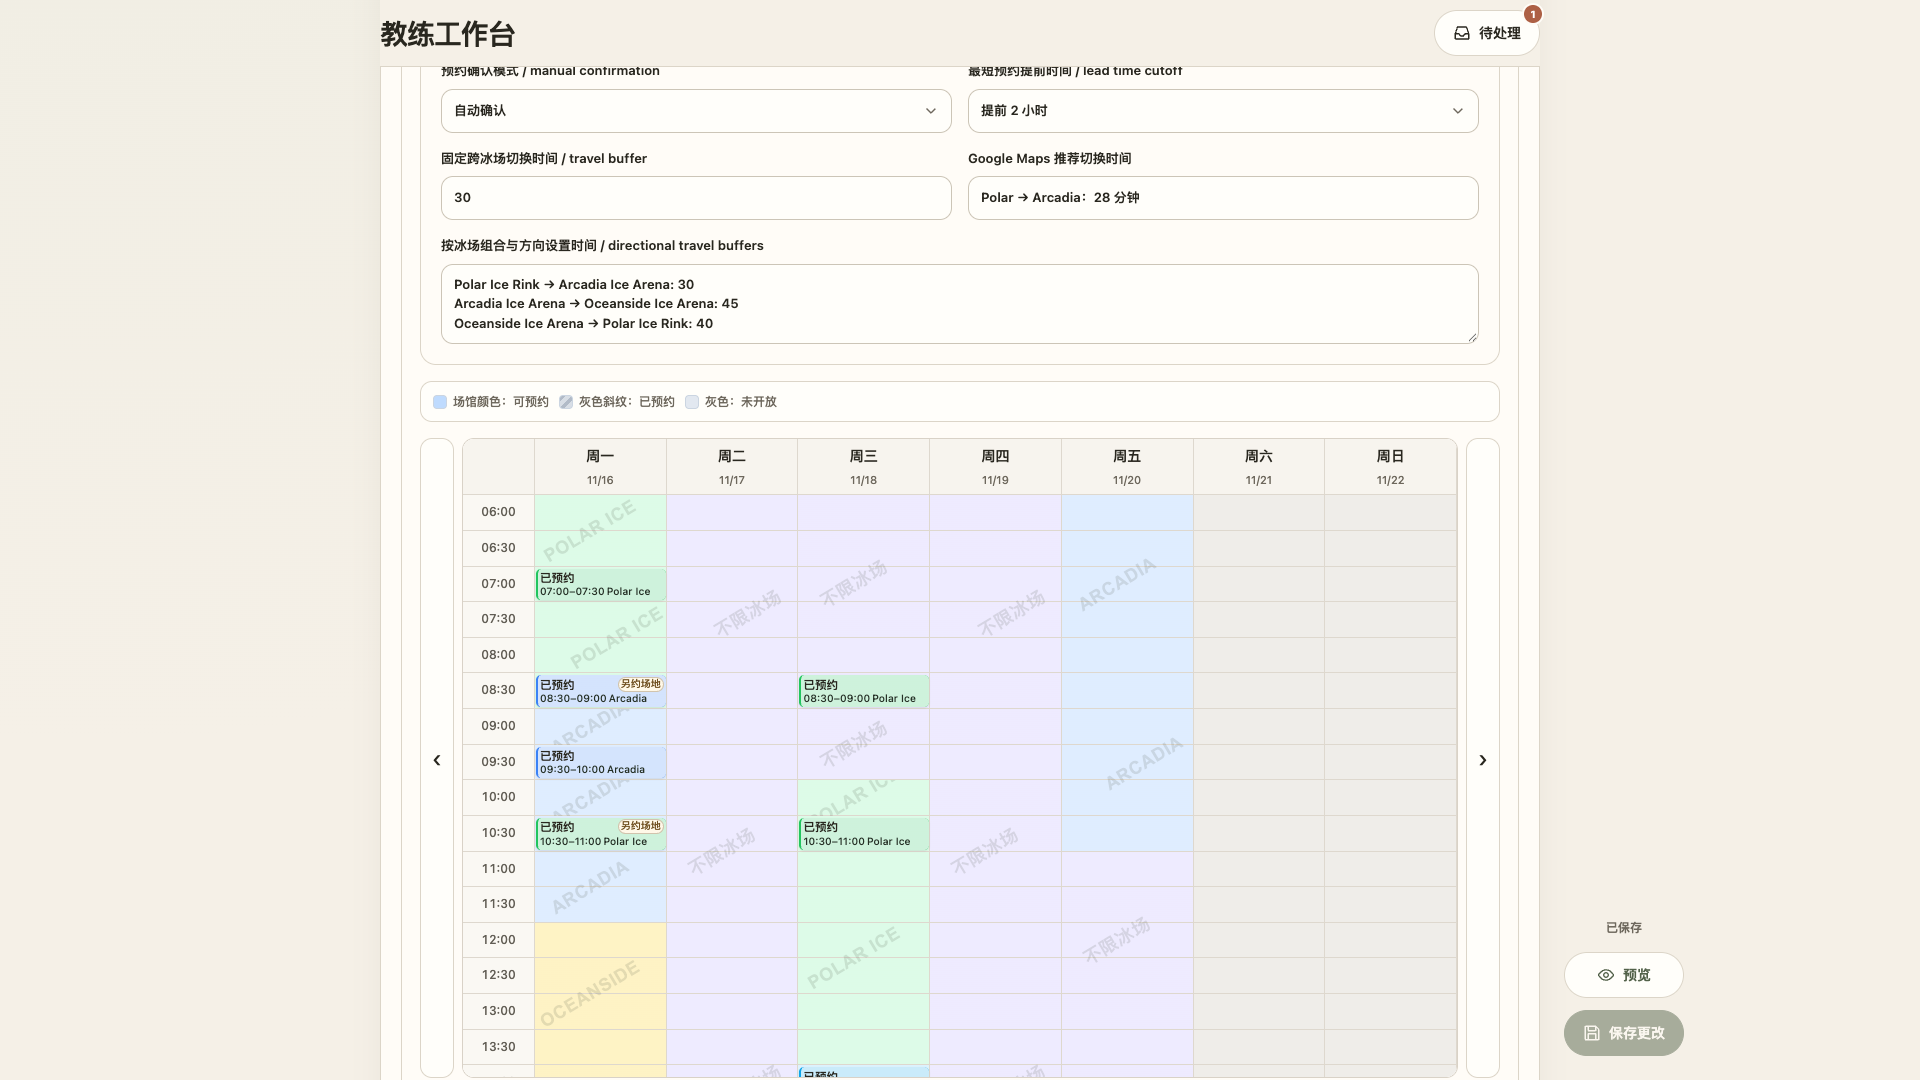 教练工作台
待处理
1
预约确认模式 / manual confirmation
最短预约提前时间 / lead time cutoff
自动确认
提前 2 小时
固定跨冰场切换时间 / travel buffer
Google Maps 推荐切换时间
30
Polar → Arcadia：28 分钟
按冰场组合与方向设置时间 / directional travel buffers
Polar Ice Rink → Arcadia Ice Arena: 30
Arcadia Ice Arena → Oceanside Ice Arena: 45
Oceanside Ice Arena → Polar Ice Rink: 40
场馆颜色：可预约
灰色斜纹：已预约
灰色：未开放
周一
11/16
周二
11/17
周三
11/18
周四
11/19
周五
11/20
周六
11/21
周日
11/22
06:00
POLAR ICE
06:30
不限冰场
ARCADIA
07:00
已预约
07:00–07:30 Polar Ice
不限冰场
不限冰场
07:30
POLAR ICE
08:00
08:30
已预约
另约场地
08:30–09:00 Arcadia
已预约
08:30–09:00 Polar Ice
09:00
ARCADIA
不限冰场
ARCADIA
09:30
已预约
09:30–10:00 Arcadia
‹
›
10:00
ARCADIA
POLAR ICE
10:30
已预约
另约场地
10:30–11:00 Polar Ice
已预约
10:30–11:00 Polar Ice
不限冰场
不限冰场
11:00
ARCADIA
11:30
12:00
POLAR ICE
不限冰场
12:30
OCEANSIDE
13:00
13:30
不限冰场
已预约
不限冰场
已保存
预览
保存更改